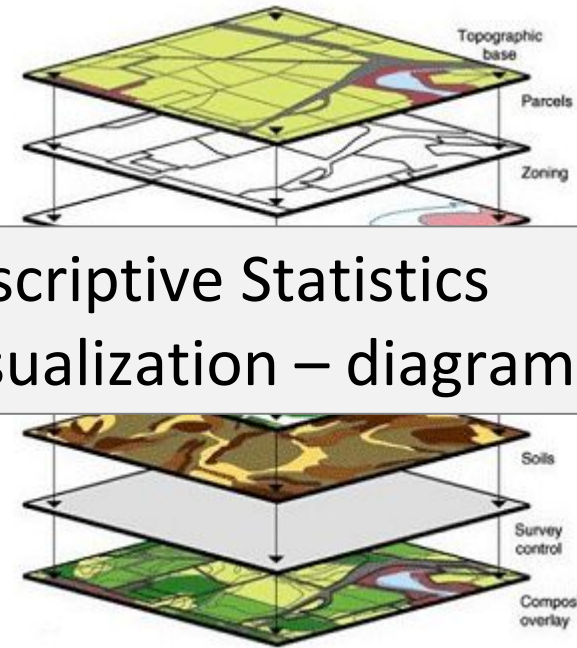 Topographic
base
Parcels
Zoning
scriptive Statistics
sualization – diagram
Soils
Survey
control
Compos
overlay